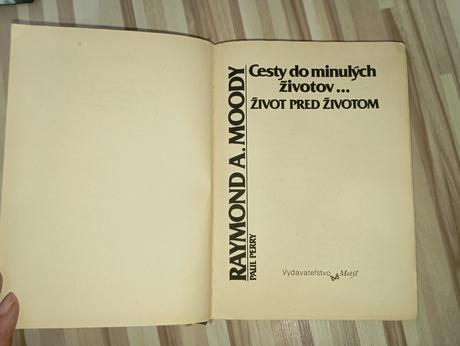 RAYMOND A. MOODY
PAUL PERRY
Cesty do minulých
životov...
ŽIVOT PRED ŽIVOTOM
Vydavateľstvo Motýľ